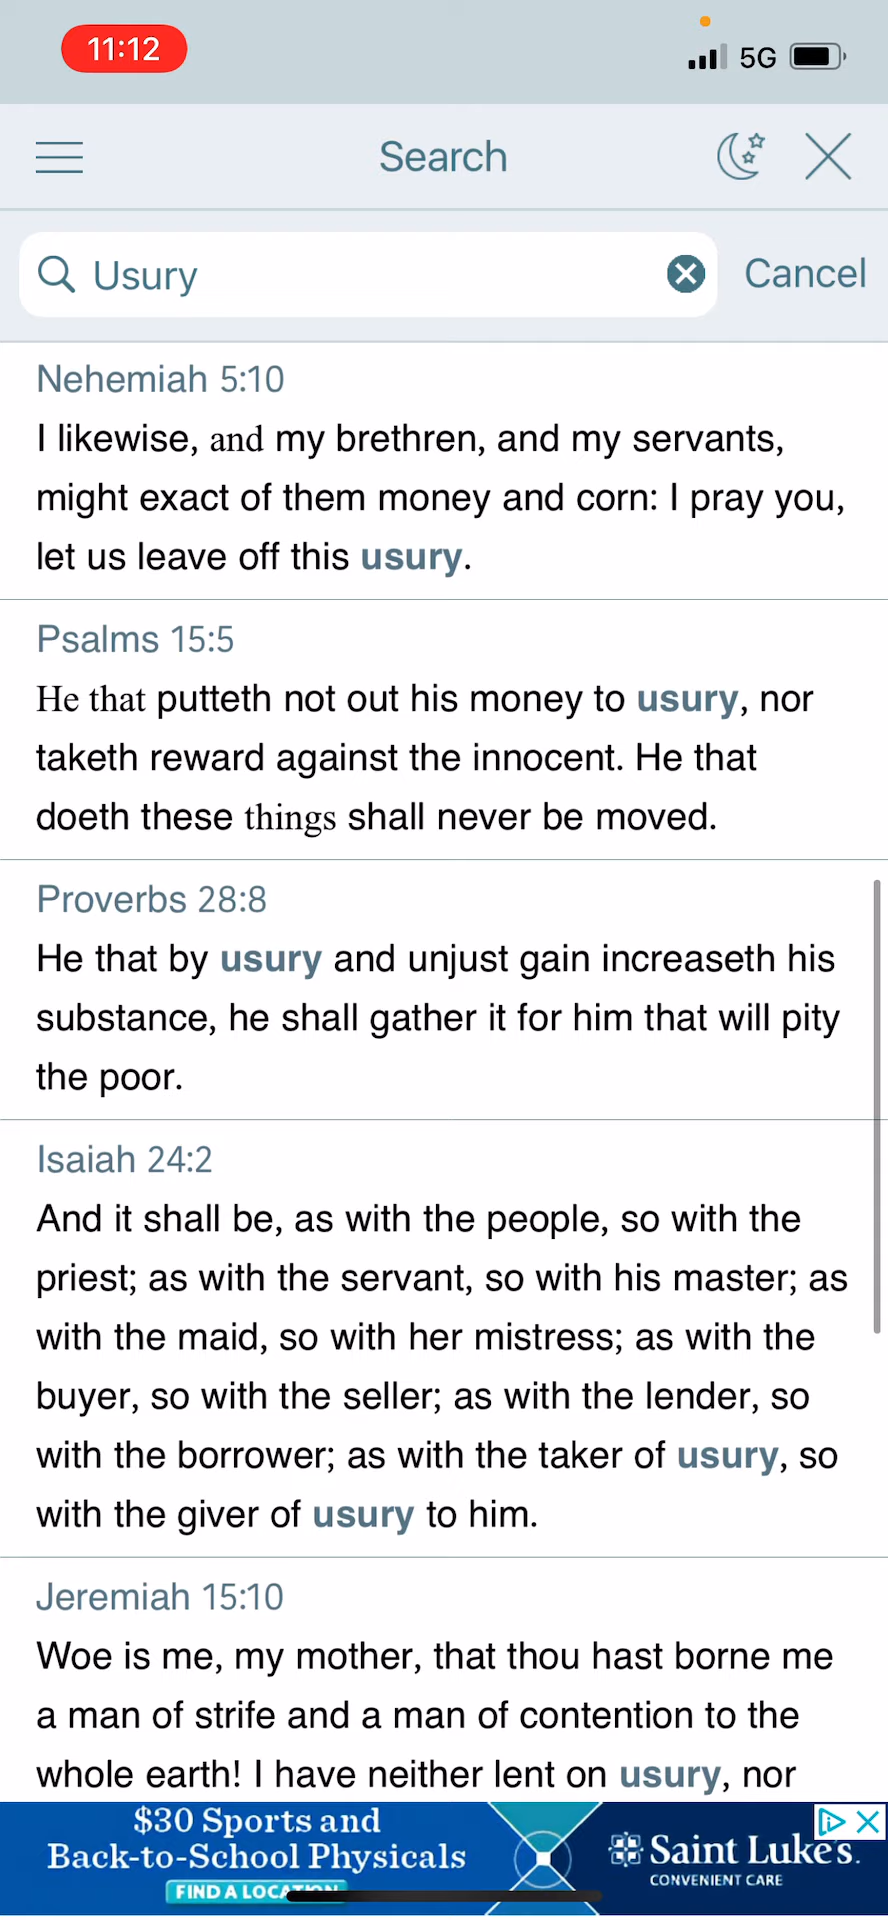 11:12
5G
Search
Usury
Cancel
Nehemiah 5:10
I likewise, and my brethren, and my servants,
might exact of them money and corn: I pray you,
let us leave off this usury.
Psalms 15:5
He that putteth not out his money to usury, nor
taketh reward against the innocent. He that
doeth these things shall never be moved.
Proverbs 28:8
He that by usury and unjust gain increaseth his
substance, he shall gather it for him that will pity
the poor.
Isaiah 24:2
And it shall be, as with the people, so with the
priest; as with the servant, so with his master; as
with the maid, so with her mistress; as with the
buyer, so with the seller; as with the lender, so
with the borrower; as with the taker of usury, so
with the giver of usury to him.
Jeremiah 15:10
Woe is me, my mother, that thou hast borne me
a man of strife and a man of contention to the
whole earth! I have neither lent on usury, nor
$30 Sports and
Back-to-School Physicals
FIND A LOCATION
Saint Luke's.
CONVENIENT CARE